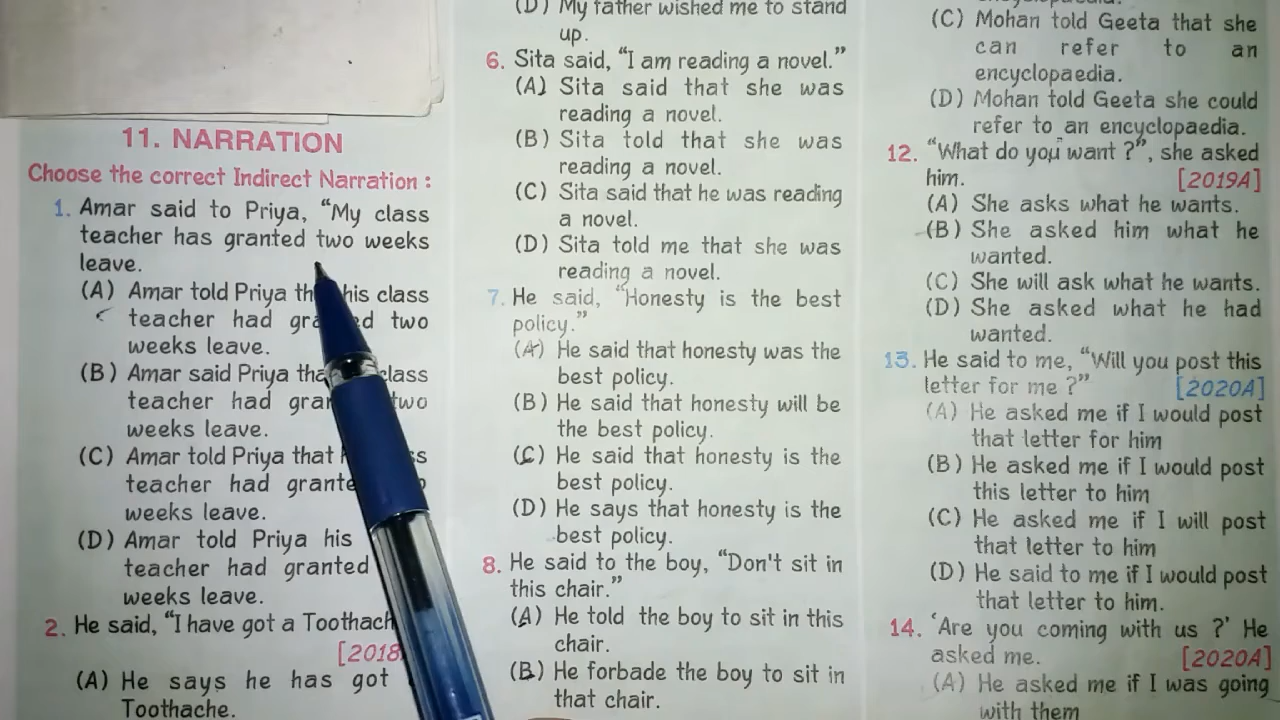 11. NARRATION
Choose the correct Indirect Narration :
1. Amar said to Priya, “My class
teacher has granted two weeks
leave.
(A) Amar told Priya his class
teacher had two
weeks leave.
(B) Amar said Priya class
teacher had two
weeks leave.
(C) Amar told Priya that
teacher had
weeks leave.
(D) Amar told Priya his
teacher had granted
weeks leave.
2. He said, “I have got a
[2018
(A) He says he has got
Toothache.
(D) My father wished me to stand
up.
6. Sita said, “I am reading a novel.”
(A) Sita said that she was
reading a novel.
(B) Sita told that she was
reading a novel.
(C) Sita said that he was reading
a novel.
(D) Sita told me that she was
reading a novel.
7. He said, “Honesty is the best
policy.”
(A) He said that honesty was the
best policy.
(B) He said that honesty will be
the best policy.
(C) He said that honesty is the
best policy.
(D) He says that honesty is the
best policy.
8. He said to the boy, “Don't sit in
this chair.”
(A) He told the boy to sit in this
chair.
(B) He forbade the boy to sit in
that chair.
(C) Mohan told Geeta that she
can refer to an
encyclopaedia.
(D) Mohan told Geeta she could
refer to an encyclopaedia.
12. “What do you want ?”, she asked
him. [2019A]
(A) She asks what he wants.
(B) She asked him what he
wanted.
(C) She will ask what he wants.
(D) She asked what he had
wanted.
13. He said to me, “Will you post this
letter for me ?” [2020A]
(A) He asked me if I would post
that letter for him
(B) He asked me if I would post
this letter to him
(C) He asked me if I will post
that letter to him
(D) He said to me if I would post
that letter to him.
14. ‘Are you coming with us ?’ He
asked me. [2020A]
(A) He asked me if I was going
with them